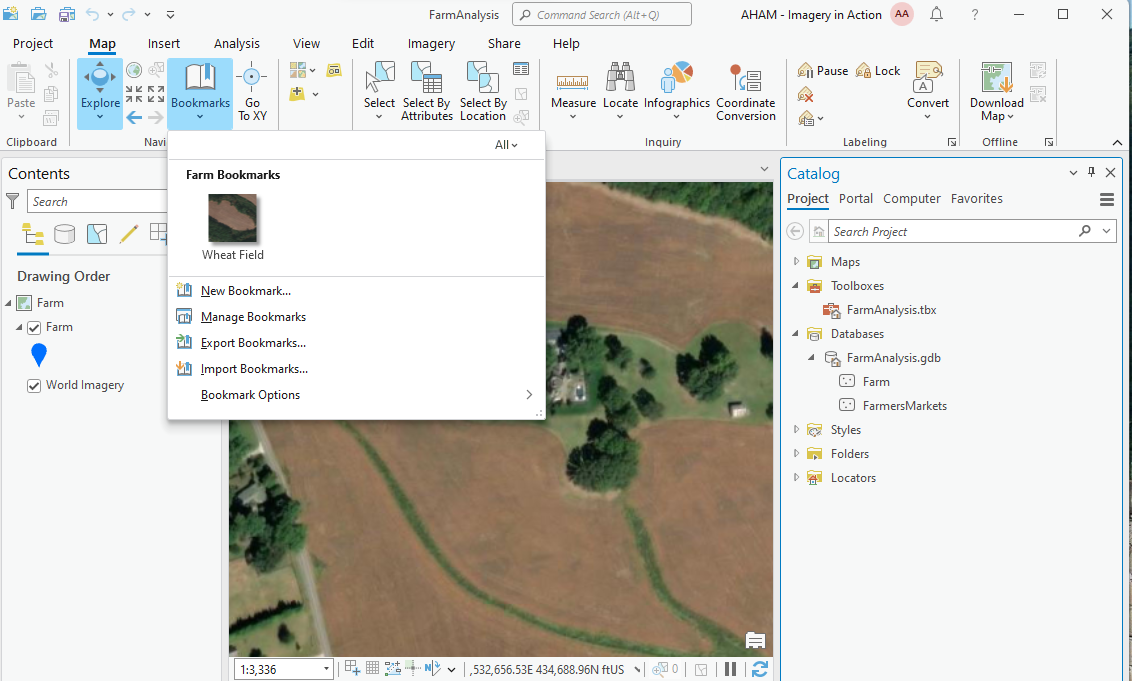 FarmAnalysis
Command Search (Alt+Q)
AHAM - Imagery in Action
AA
?
Project Map Insert Analysis View Edit Imagery Share Help
Paste
Explore
Bookmarks
Go
To XY
Select
Select By
Attributes
Select By
Location
Measure
Locate
Infographics
Coordinate
Conversion
Pause
Lock
Convert
Download
Map
Clipboard
Navi
Inquiry
Labeling
Offline
Contents
Search
Drawing Order
Farm
Farm
World Imagery
All
Farm Bookmarks
Wheat Field
New Bookmark...
Manage Bookmarks
Export Bookmarks...
Import Bookmarks...
Bookmark Options
1:3,336
,532,656.53E 434,688.96N ftUS
0
Catalog
Project Portal Computer Favorites
Search Project
Maps
Toolboxes
FarmAnalysis.tbx
Databases
FarmAnalysis.gdb
Farm
FarmersMarkets
Styles
Folders
Locators